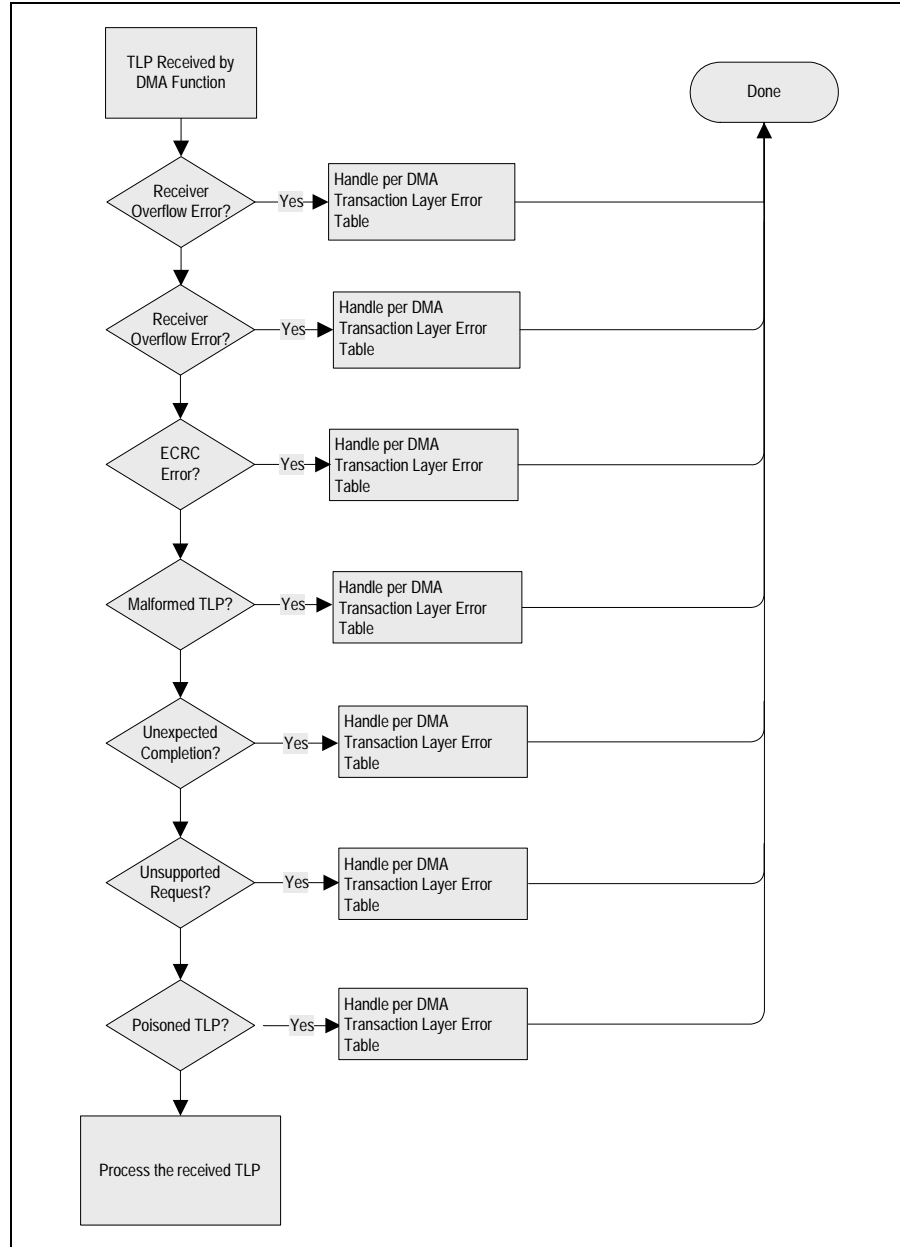 TLP Received by
DMA Function
Done
Receiver
Overflow Error?
Yes
Handle per DMA
Transaction Layer Error
Table
Receiver
Overflow Error?
Yes
Handle per DMA
Transaction Layer Error
Table
ECRC
Error?
Yes
Handle per DMA
Transaction Layer Error
Table
Malformed TLP?
Yes
Handle per DMA
Transaction Layer Error
Table
Unexpected
Completion?
Yes
Handle per DMA
Transaction Layer Error
Table
Unsupported
Request?
Yes
Handle per DMA
Transaction Layer Error
Table
Poisoned TLP?
Yes
Handle per DMA
Transaction Layer Error
Table
Process the received TLP